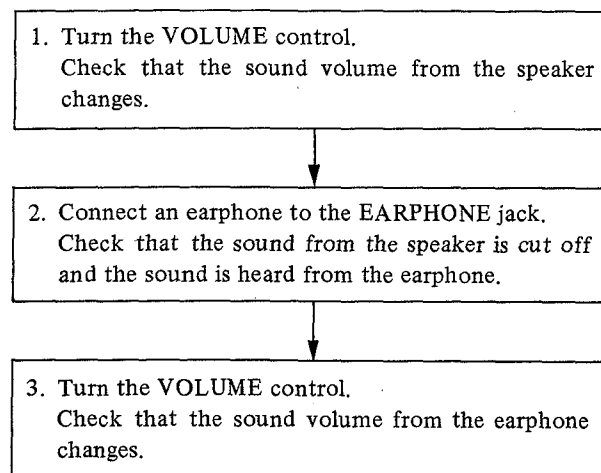 1. Turn the VOLUME control.
Check that the sound volume from the speaker
changes.
2. Connect an earphone to the EARPHONE jack.
Check that the sound from the speaker is cut off
and the sound is heard from the earphone.
3. Turn the VOLUME control.
Check that the sound volume from the earphone
changes.